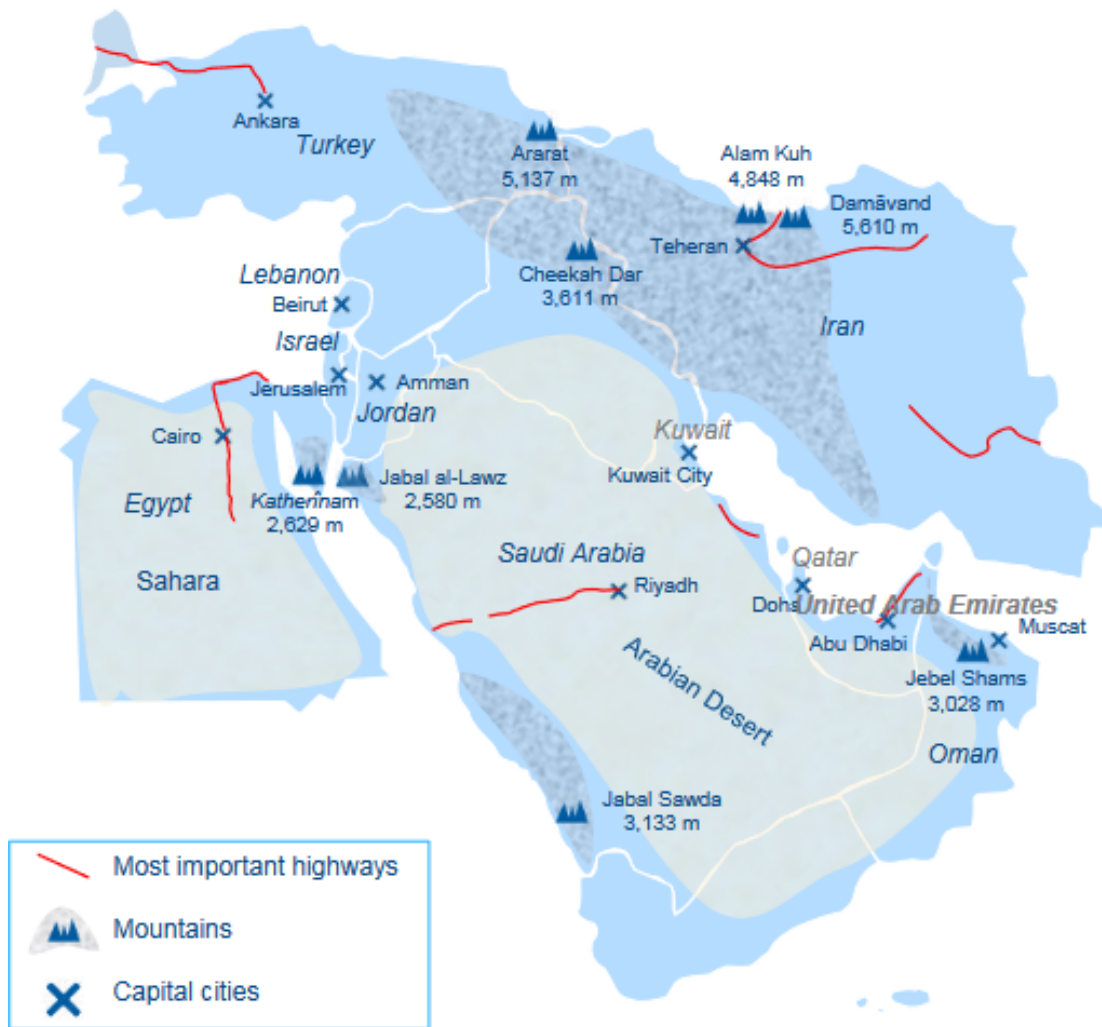 Ankara
Turkey
Ararat
5,137 m
Alam Kuh
4,848 m
Damāvand
5,610 m
Teheran
Cheekah Dar
3,611 m
Lebanon
Beirut
Iran
Israel
Jerusalem
Amman
Jordan
Cairo
Kuwait
Kuwait City
Jabal al-Lawz
2,580 m
Katherînam
2,629 m
Egypt
Sahara
Saudi Arabia
Riyadh
Qatar
Dohs
United Arab Emirates
Abu Dhabi
Muscat
Arabian Desert
Jebel Shams
3,028 m
Oman
Jabal Sawda
3,133 m
Most important highways
Mountains
Capital cities